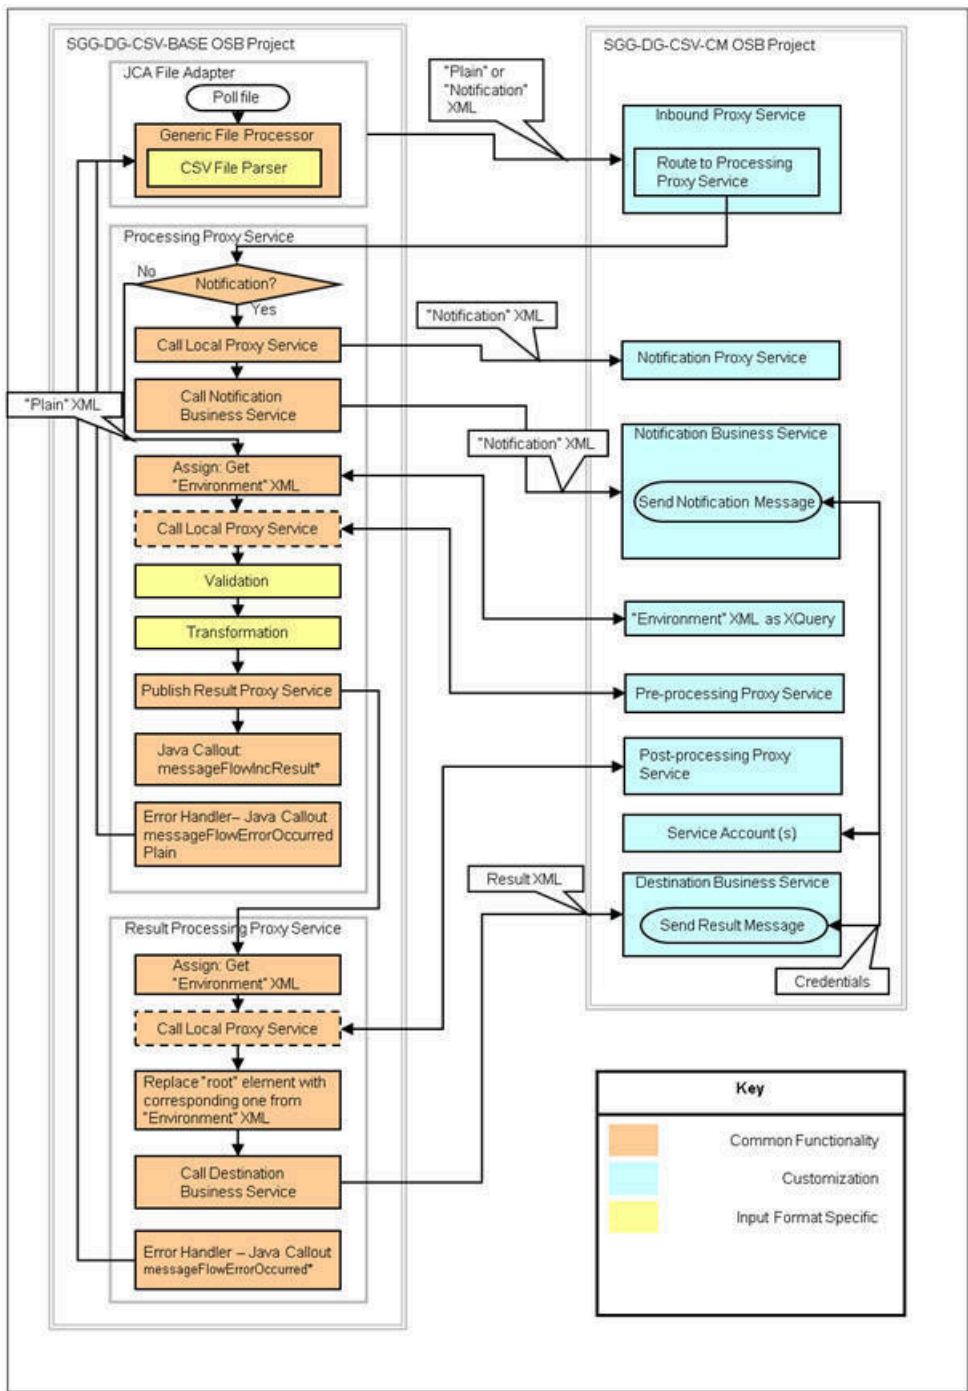 SGG-DG-CSV-BASE OSB Project
JCA File Adapter
Poll file
Generic File Processor
CSV File Parser
"Plain" or
"Notification"
XML
SGG-DG-CSV-CM OSB Project
Inbound Proxy Service
Route to Processing
Proxy Service
Processing Proxy Service
No
Notification?
Yes
Call Local Proxy Service
"Notification" XML
Notification Proxy Service
Call Notification
Business Service
"Plain" XML
"Notification" XML
Notification Business Service
Send Notification Message
Assign: Get
"Environment" XML
Call Local Proxy Service
Validation
Transformation
"Environment" XML as XQuery
Publish Result Proxy Service
Pre-processing Proxy Service
Java Callout:
messageFlowIncResult*
Post-processing Proxy
Service
Error Handler– Java Callout
messageFlowErrorOccurred
Plain
Service Account (s)
Result XML
Destination Business Service
Send Result Message
Credentials
Result Processing Proxy Service
Assign: Get
"Environment" XML
Call Local Proxy Service
Replace "root" element with
corresponding one from
"Environment" XML
Call Destination
Business Service
Error Handler – Java Callout
messageFlowErrorOccurred*
Key
Common Functionality
Customization
Input Format Specific